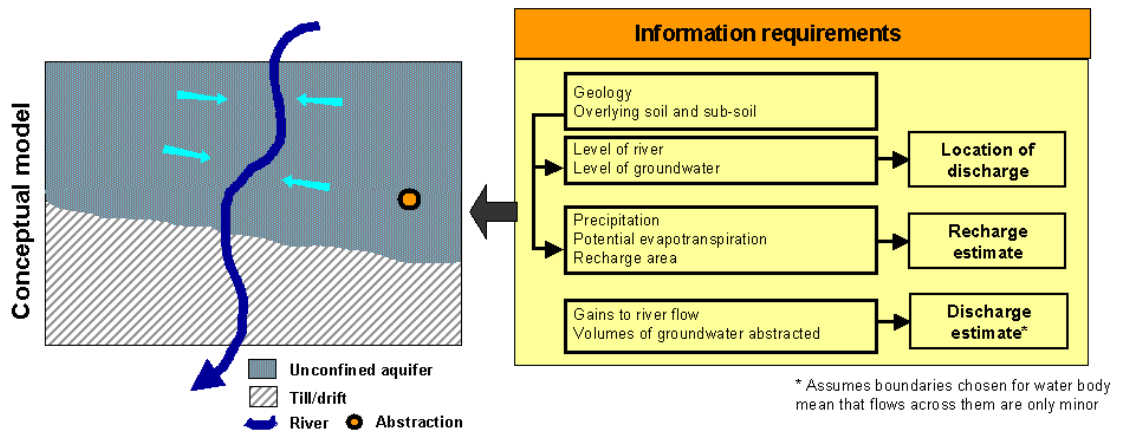 Information requirements
Conceptual model
Geology
Overlying soil and sub-soil
Level of river
Level of groundwater
Location of
discharge
Precipitation
Potential evapotranspiration
Recharge area
Recharge
estimate
Gains to river flow
Volumes of groundwater abstracted
Discharge
estimate*
Unconfined aquifer
Till/drift
River
Abstraction
* Assumes boundaries chosen for water body
mean that flows across them are only minor